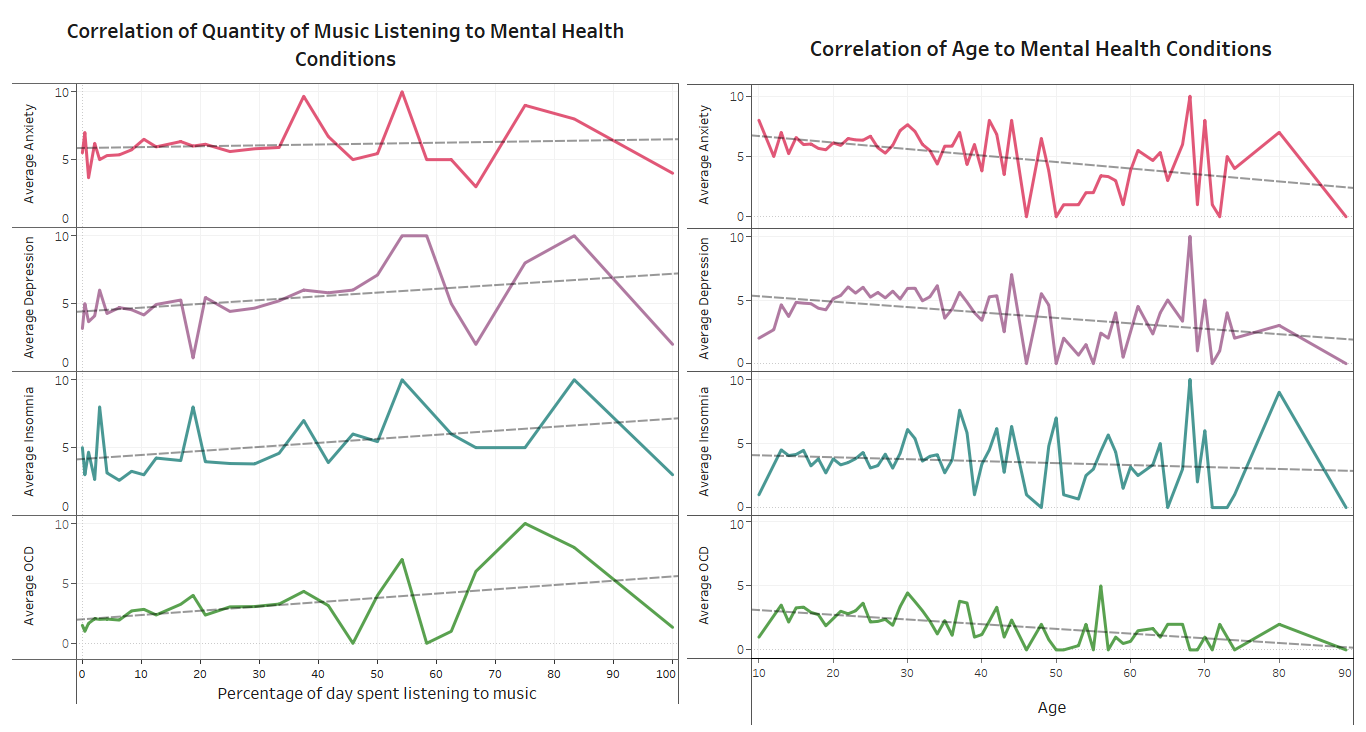 Correlation of Quantity of Music Listening to Mental Health
Conditions
Average Anxiety
10
5
0
Average Depression
10
5
0
Average Insomnia
10
5
0
Average OCD
10
5
0
0 10 20 30 40 50 60 70 80 90 100
Percentage of day spent listening to music
Correlation of Age to Mental Health Conditions
Average Anxiety
10
5
0
Average Depression
10
5
0
Average Insomnia
10
5
0
Average OCD
10
5
0
10 20 30 40 50 60 70 80 90
Age